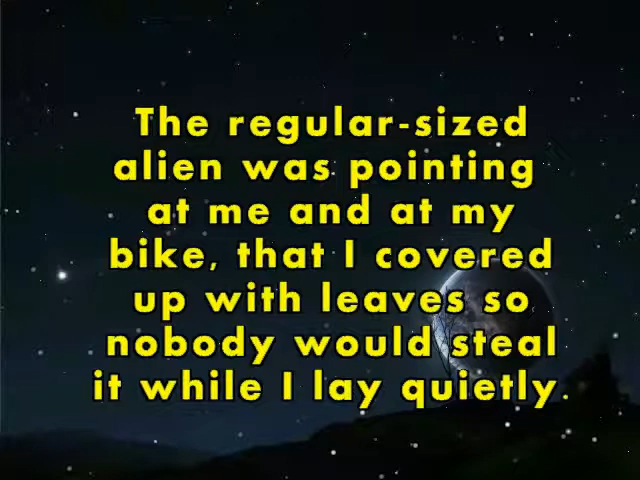 The regular-sized
alien was pointing
at me and at my
bike, that I covered
up with leaves so
nobody would steal
it while I lay quietly.